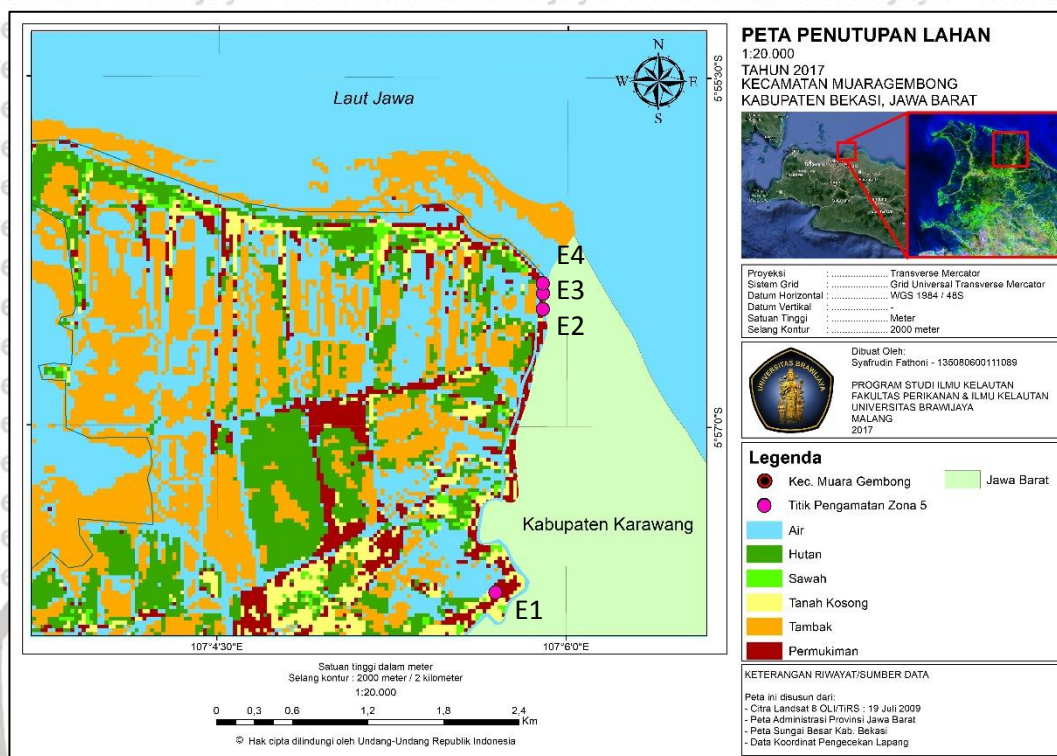 Laut Jawa
N
W E
S
E4
E3
E2
E1
Kabupaten Karawang
5°55'30"S
5°57'0"S
107°4'30"E
107°6'0"E
Satuan tinggi dalam meter
Selang kontur : 2000 meter / 2 kilometer
1:20.000
0 0,3 0,6 1,2 1,8 2,4
Km
© Hak cipta dilindungi oleh Undang-Undang Republik Indonesia
PETA PENUTUPAN LAHAN
1:20.000
TAHUN 2017
KECAMATAN MUARAGEMBONG
KABUPATEN BEKASI, JAWA BARAT
Proyeksi : .................... Transverse Mercator
Sistem Grid : .................... Grid Universal Transverse Mercator
Datum Horizontal : .................... WGS 1984 / 48S
Datum Vertikal : .................... -
Satuan Tinggi : .................... Meter
Selang Kontur : .................... 2000 meter
UNIVERSITAS BRAWIJAYA
Dibuat Oleh:
Syafrudin Fathoni - 135080600111089
PROGRAM STUDI ILMU KELAUTAN
FAKULTAS PERIKANAN & ILMU KELAUTAN
UNIVERSITAS BRAWIJAYA
MALANG
2017
Legenda
Kec. Muara Gembong
Jawa Barat
Titik Pengamatan Zona 5
Air
Hutan
Sawah
Tanah Kosong
Tambak
Permukiman
KETERANGAN RIWAYAT/SUMBER DATA
Peta ini disusun dari:
- Citra Landsat 8 OLI/TIRS : 19 Juli 2009
- Peta Administrasi Provinsi Jawa Barat
- Peta Sungai Besar Kab. Bekasi
- Data Koordinat Pengecekan Lapang